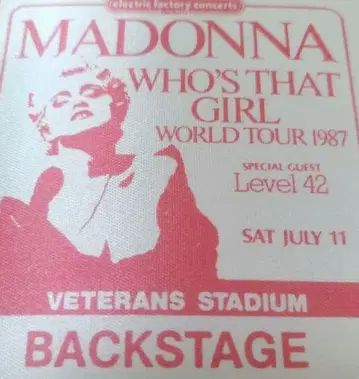 electric factory concerts
MADONNA
WHO'S THAT
GIRL
WORLD TOUR 1987
SPECIAL GUEST
Level 42
SAT JULY 11
VETERANS STADIUM
BACKSTAGE